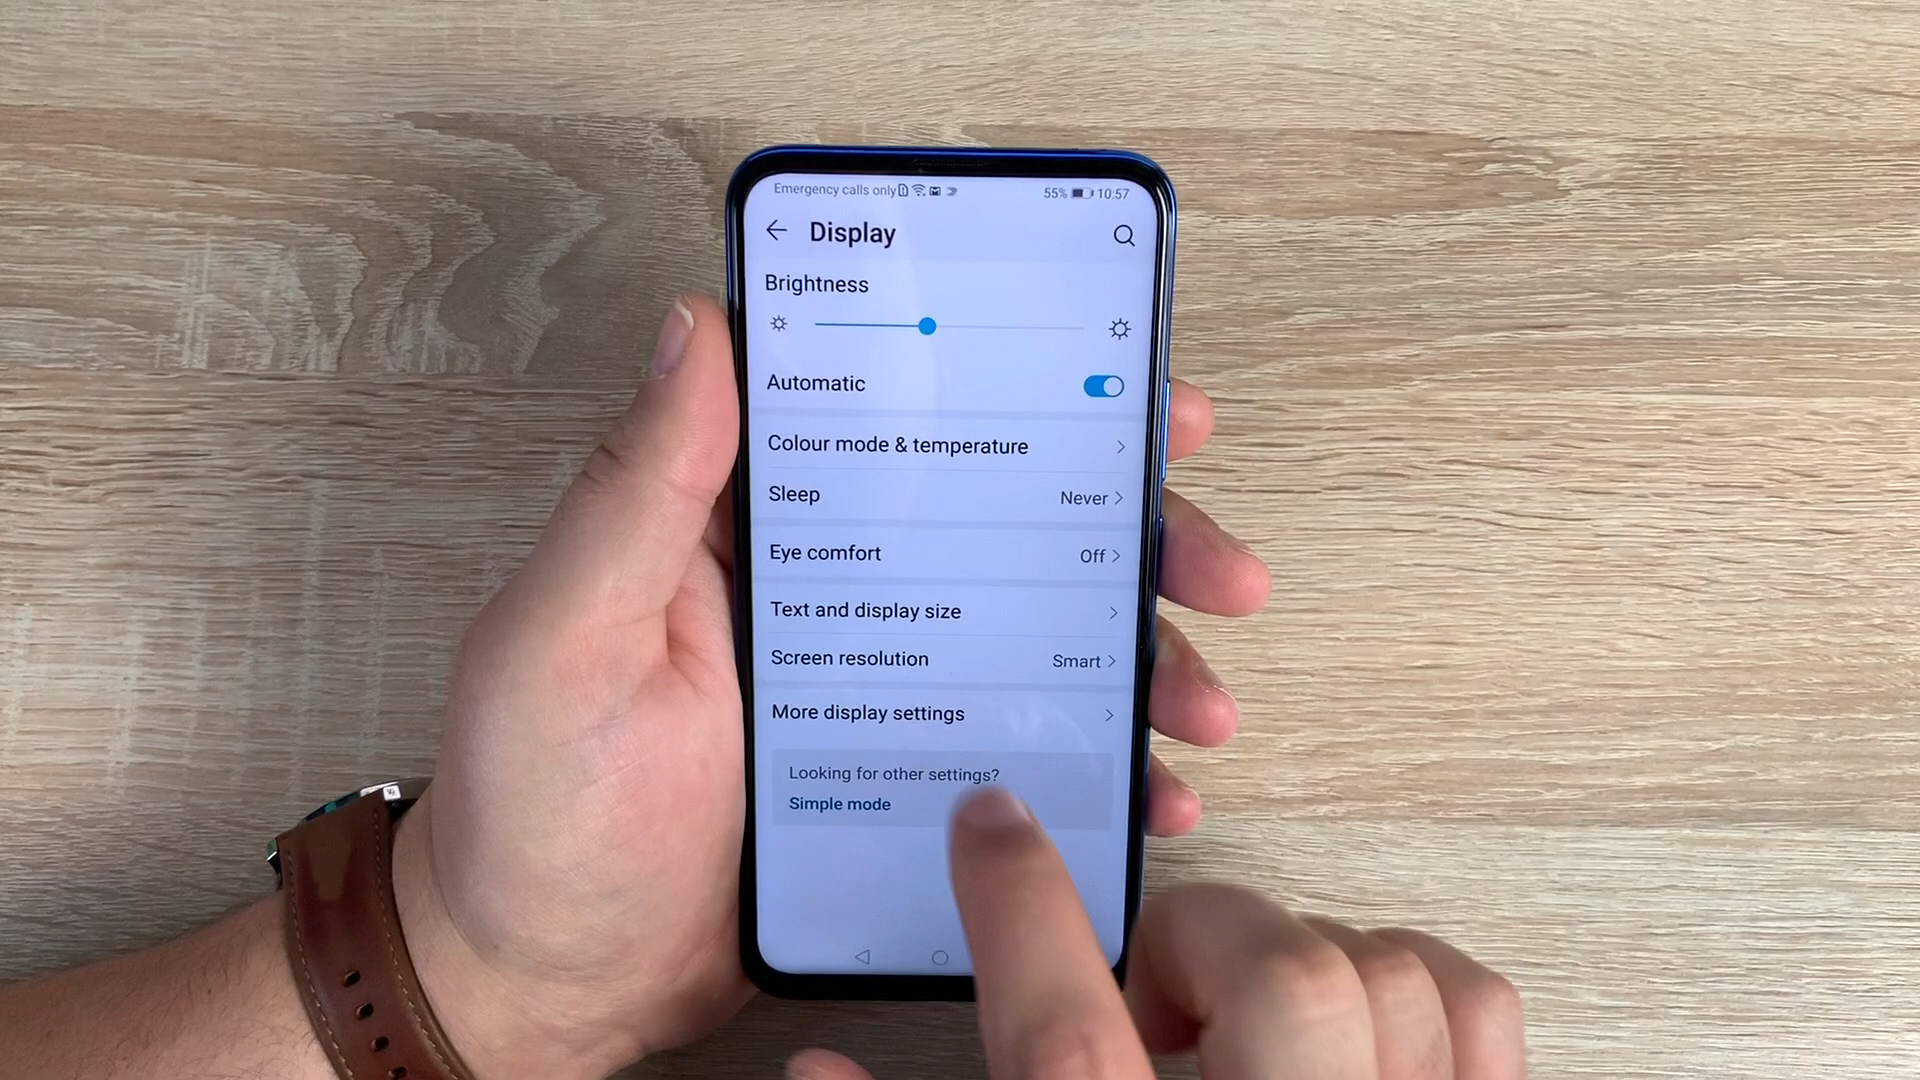 Emergency calls only
55% 10:57
Display
Brightness
Automatic
Colour mode & temperature
Sleep Never
Eye comfort Off
Text and display size
Screen resolution Smart
More display settings
Looking for other settings?
Simple mode